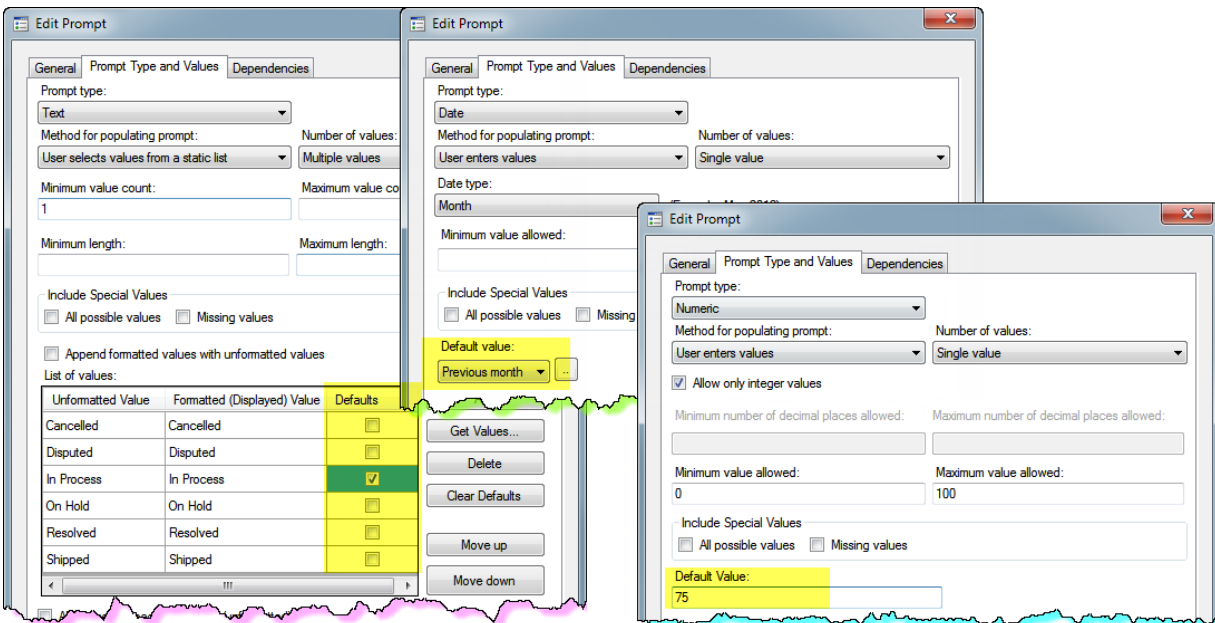 Edit Prompt
General Prompt Type and Values Dependencies
Prompt type:
Text
Method for populating prompt: Number of values:
User selects values from a static list Multiple values
Minimum value count: Maximum value
1
Minimum length: Maximum length:
Include Special Values
All possible values Missing values
Append formatted values with unformatted values
List of values:
Unformatted Value Formatted (Displayed) Value Defaults
Cancelled Cancelled
Disputed Disputed
In Process In Process
On Hold On Hold
Resolved Resolved
Shipped Shipped
Get Values...
Delete
Clear Defaults
Move up
Move down
Edit Prompt
General Prompt Type and Values Dependencies
Prompt type:
Date
Method for populating prompt: Number of values:
User enters values Single value
Date type:
Month
Minimum value allowed:
Include Special Values
All possible values Missing
Default value:
Previous month ..
Edit Prompt
General Prompt Type and Values Dependencies
Prompt type:
Numeric
Method for populating prompt: Number of values:
User enters values Single value
Allow only integer values
Minimum number of decimal places allowed: Maximum number of decimal places allowed:
Minimum value allowed: Maximum value allowed:
0 100
Include Special Values
All possible values Missing values
Default Value:
75